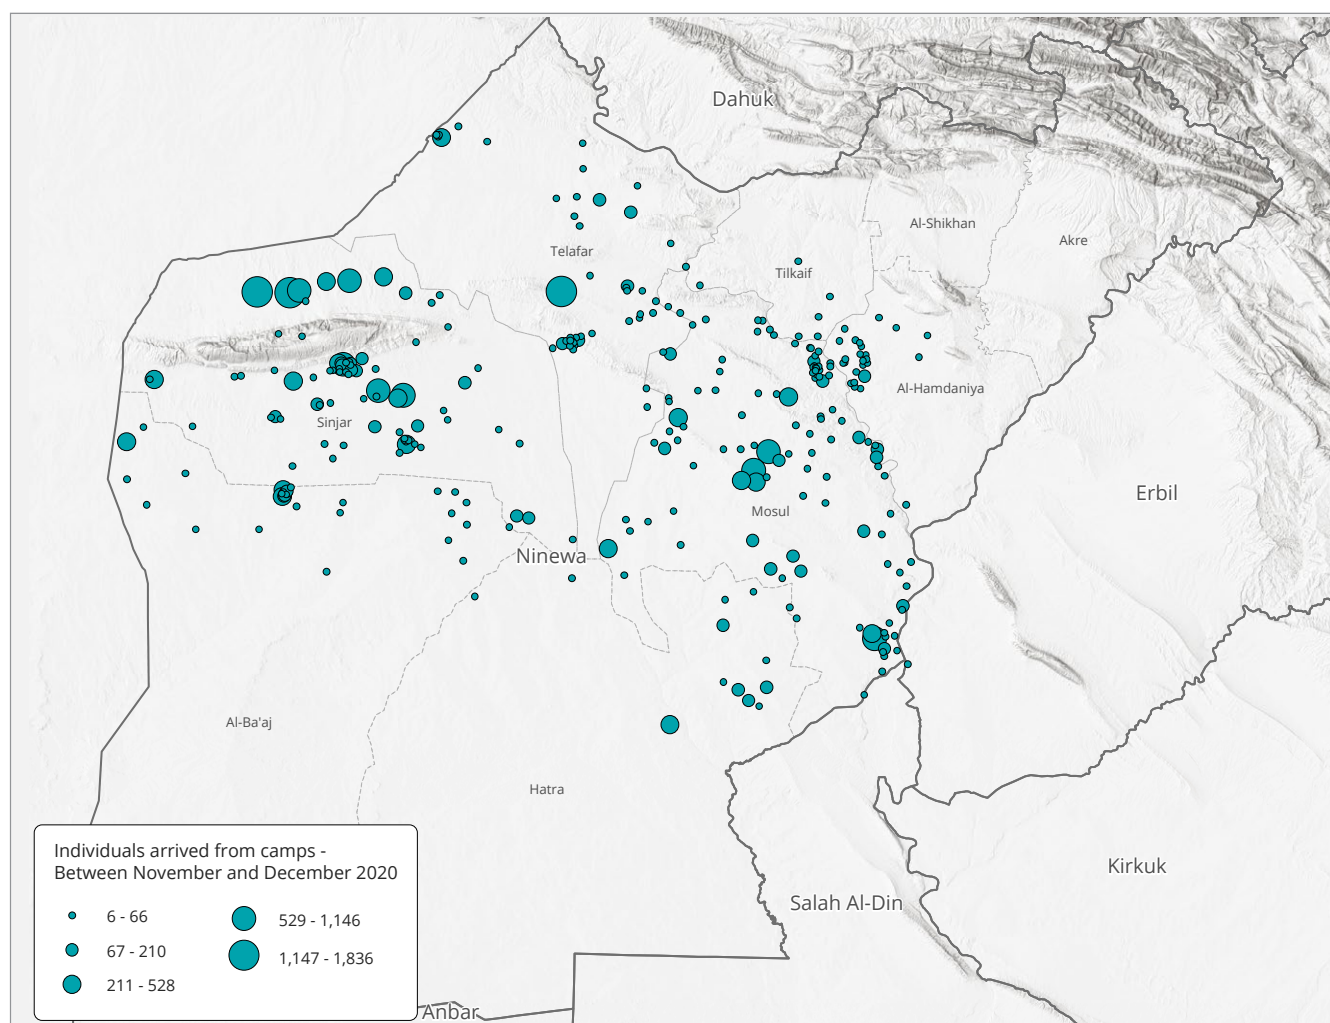 Dahuk
Al-Shikhan
Akre
Telafar
Tilkaif
Al-Hamdaniya
Sinjar
Erbil
Mosul
Ninewa
Al-Ba'aj
Hatra
Kirkuk
Salah Al-Din
Anbar
Individuals arrived from camps -
Between November and December 2020
6 - 66
67 - 210
211 - 528
529 - 1,146
1,147 - 1,836